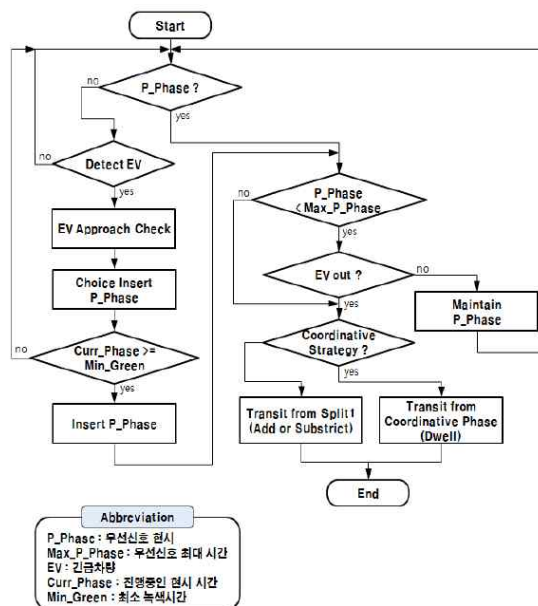 Start
P_Phase ?
no
yes
Detect EV
no
yes
EV Approach Check
Choice Insert
P_Phase
Curr_Phase >=
Min_Green
no
yes
Insert P_Phase
P_Phase
< Max_P_Phase
no
yes
EV out ?
no
yes
Maintain
P_Phase
Coordinative
Strategy ?
yes
Transit from Split1
(Add or Substrict)
Transit from
Coordinative Phase
(Dwell)
End
Abbreviation
P_Phase : 우선신호 현시
Max_P_Phase : 우선신호 최대 시간
EV : 긴급차량
Curr_Phase : 진행중인 현시 시간
Min_Green : 최소 녹색시간